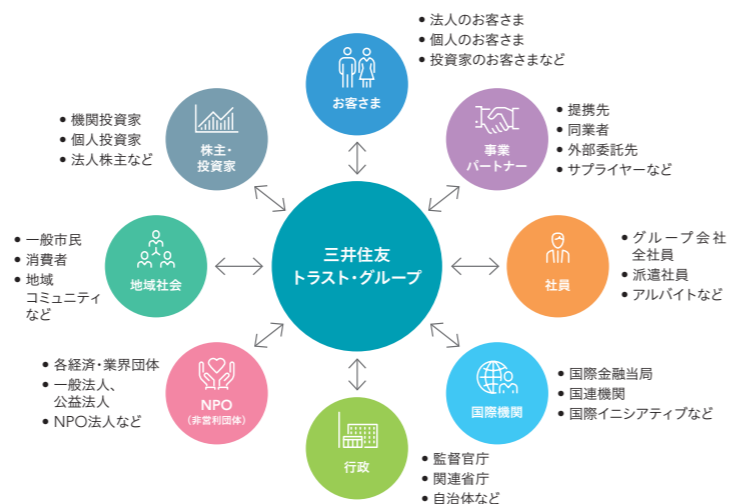 お客さま
● 法人のお客さま
● 個人のお客さま
● 投資家のお客さまなど
事業
パートナー
● 提携先
● 同業者
● 外部委託先
● サプライヤーなど
社員
● グループ会社
全社員
● 派遣社員
● アルバイトなど
国際機関
● 国際金融当局
● 国連機関
● 国際イニシアティブなど
行政
● 監督官庁
● 関連省庁
● 自治体など
NPO
（非営利団体）
● 各経済・業界団体
● 一般法人、
公益法人
● NPO法人など
地域社会
● 一般市民
● 消費者
● 地域
コミュニティ
など
株主・
投資家
● 機関投資家
● 個人投資家
● 法人株主など
三井住友
トラスト・グループ